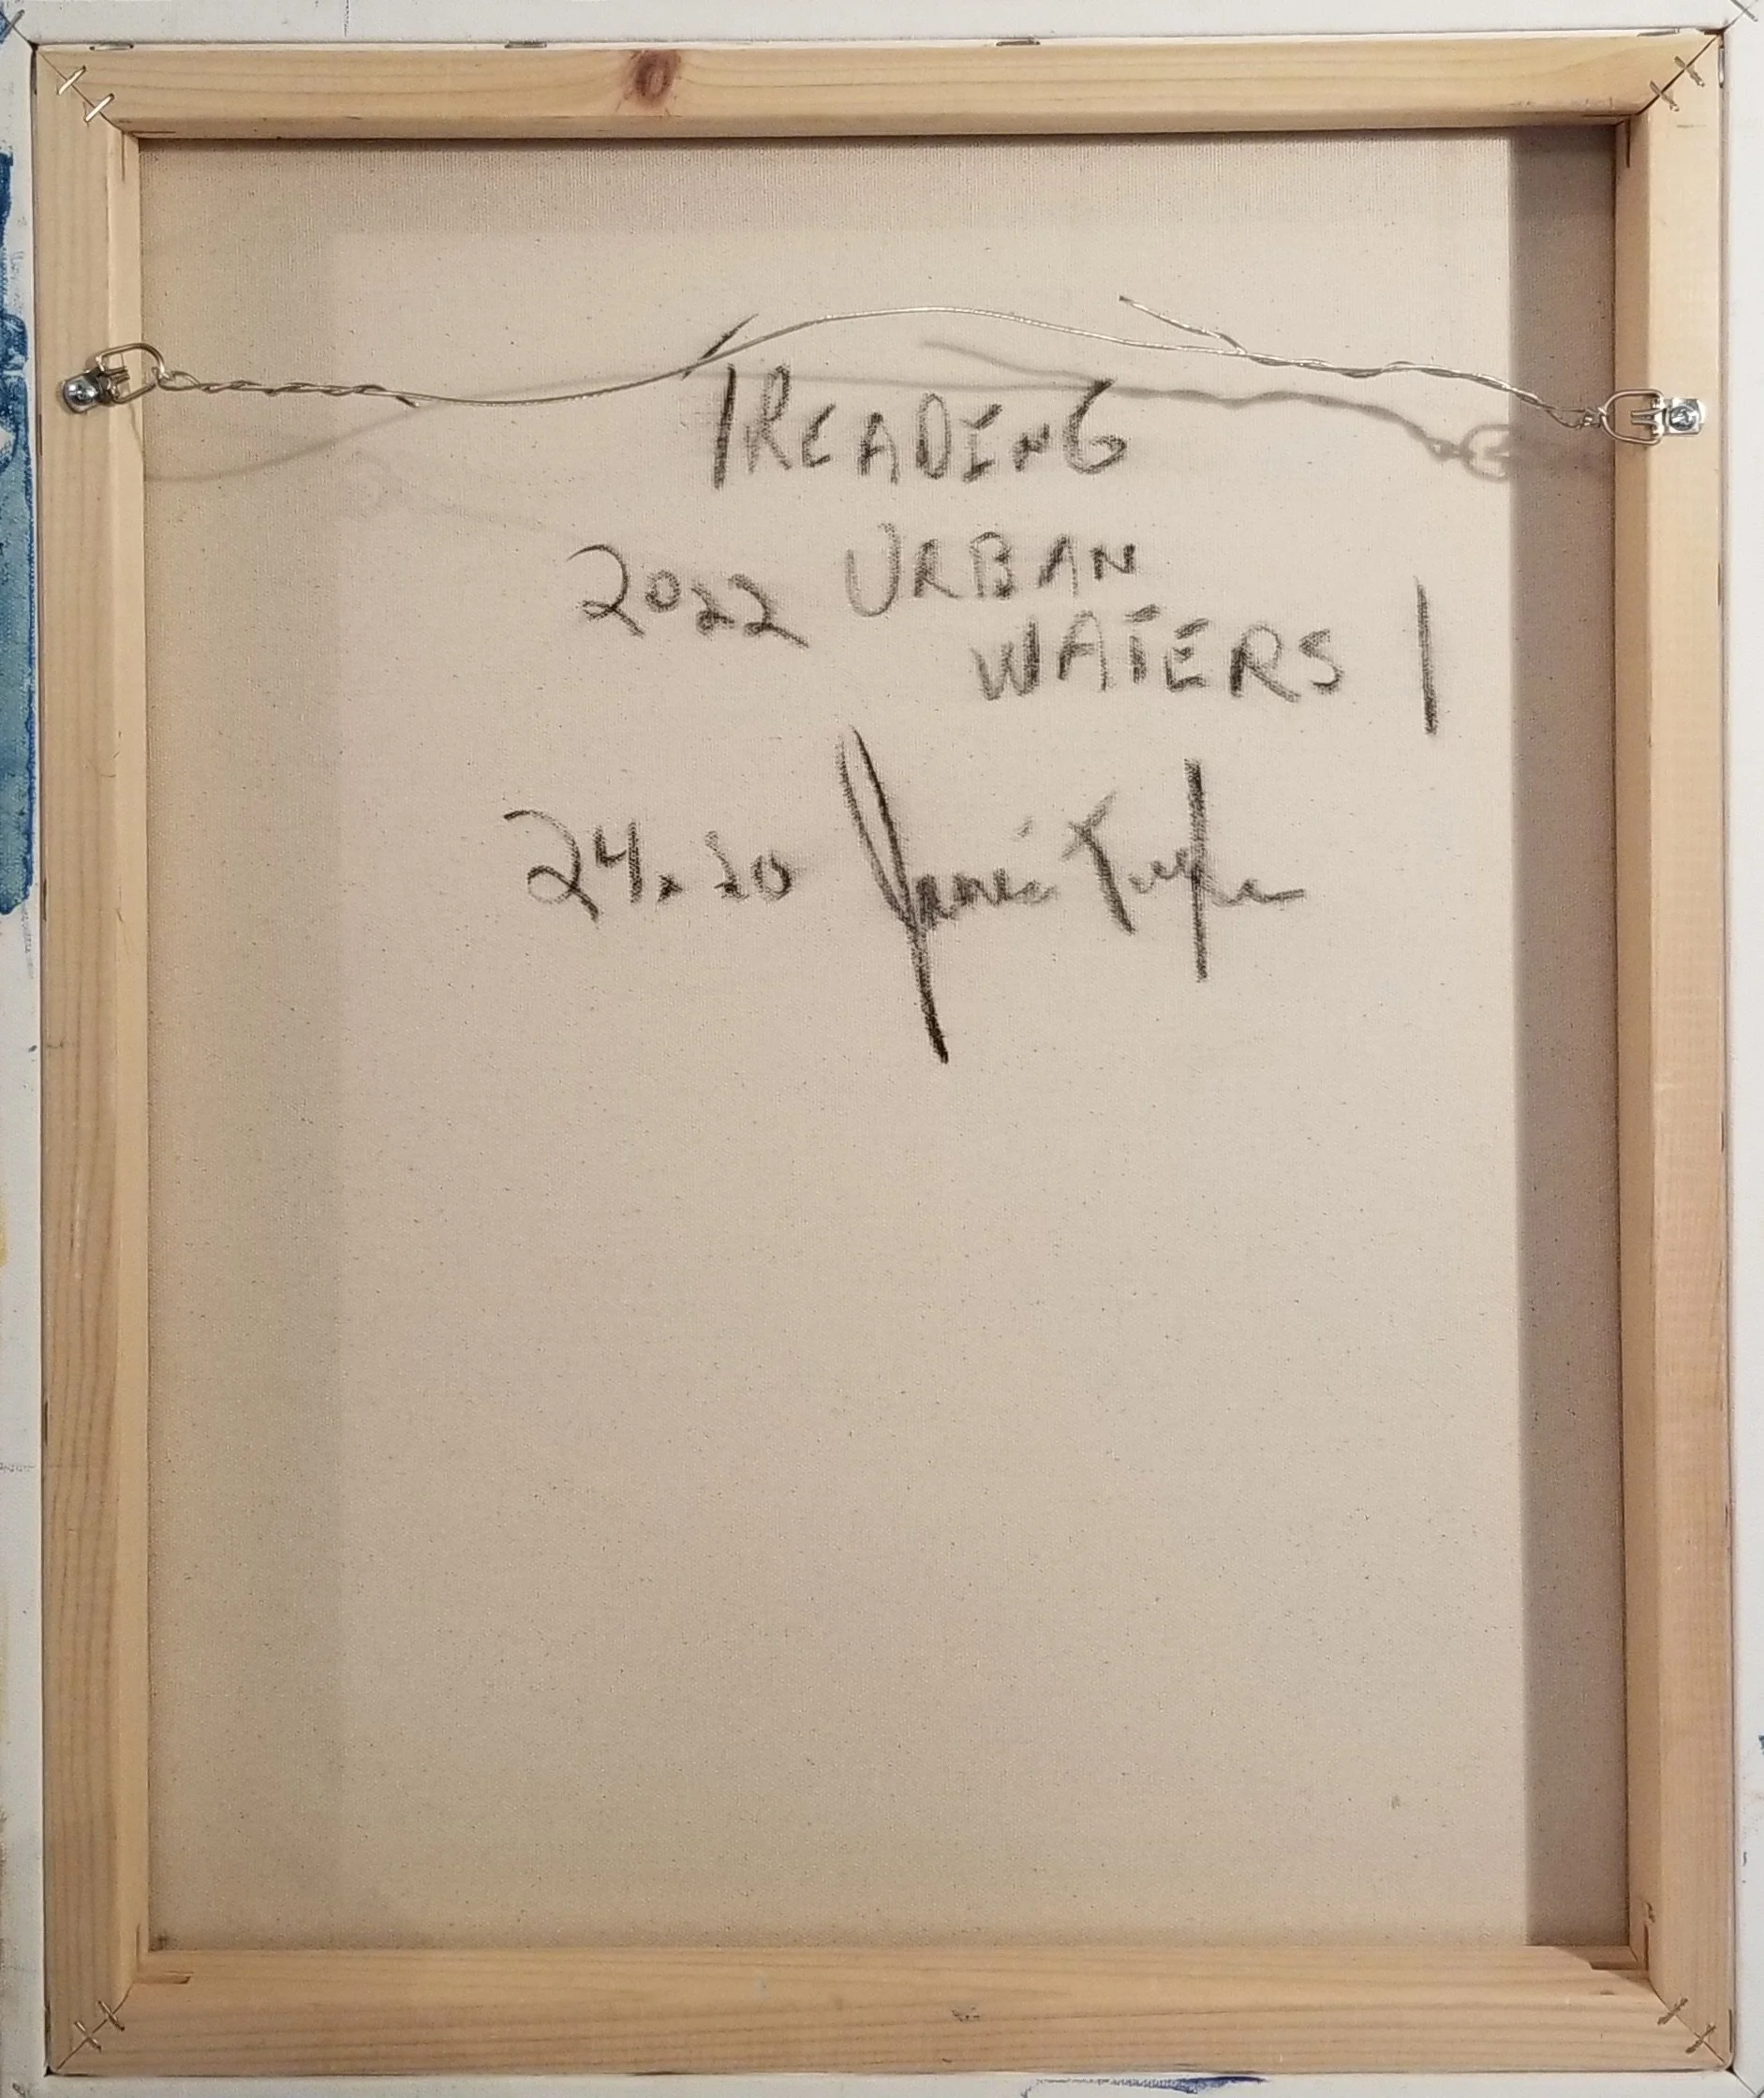 TREADING
2022 URBAN
WATERS I
24x20